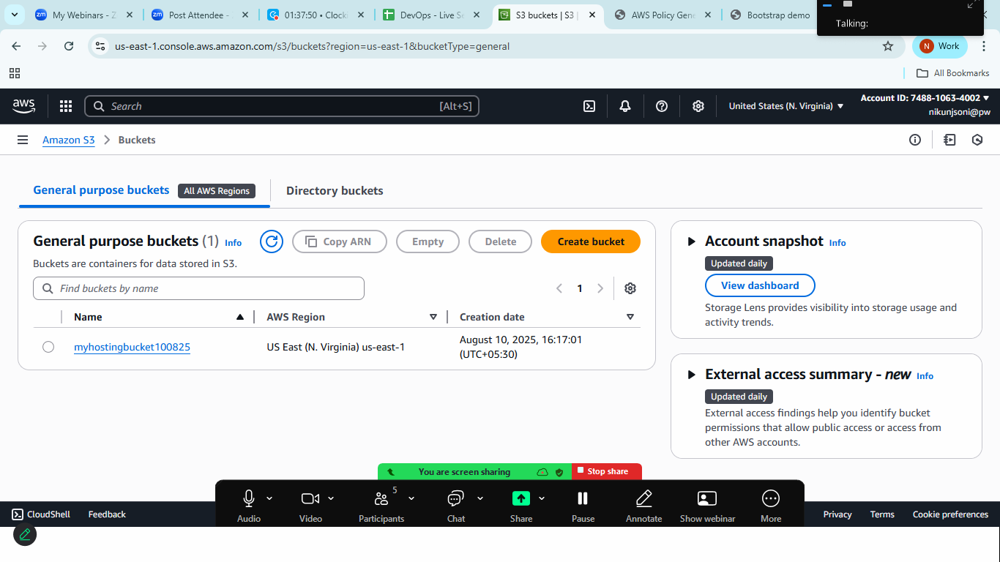 My Webinars - Z
Post Attendee -
01:37:50 • Clocki
DevOps - Live Se
S3 buckets | S3 |
AWS Policy Gene
Bootstrap demo
Talking:
us-east-1.console.aws.amazon.com/s3/buckets?region=us-east-1&bucketType=general
N Work
All Bookmarks
aws
Search [Alt+S]
United States (N. Virginia)
Account ID: 7488-1063-4002
nikunjsoni@pw
Amazon S3 > Buckets
General purpose buckets All AWS Regions
Directory buckets
General purpose buckets (1) Info
Copy ARN
Empty
Delete
Create bucket
Buckets are containers for data stored in S3.
Find buckets by name
1
Name AWS Region Creation date
myhostingbucket100825 US East (N. Virginia) us-east-1 August 10, 2025, 16:17:01
(UTC+05:30)
Account snapshot Info
Updated daily
View dashboard
Storage Lens provides visibility into storage usage and
activity trends.
External access summary - new Info
Updated daily
External access findings help you identify bucket
permissions that allow public access or access from
other AWS accounts.
You are screen sharing
Stop share
5
Audio Video Participants Chat Share Pause Annotate Show webinar More
CloudShell Feedback
Privacy Terms Cookie preferences